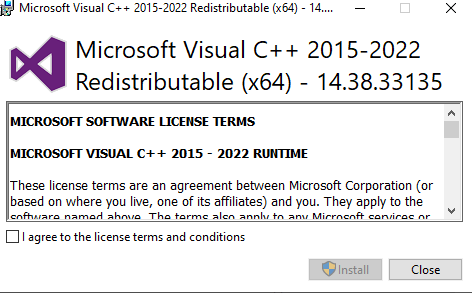 Microsoft Visual C++ 2015-2022 Redistributable (x64) - 14....
Microsoft Visual C++ 2015-2022
Redistributable (x64) - 14.38.33135
MICROSOFT SOFTWARE LICENSE TERMS
MICROSOFT VISUAL C++ 2015 - 2022 RUNTIME
These license terms are an agreement between Microsoft Corporation (or
based on where you live, one of its affiliates) and you. They apply to the
software named above. The terms also apply to any Microsoft services or
I agree to the license terms and conditions
Install
Close